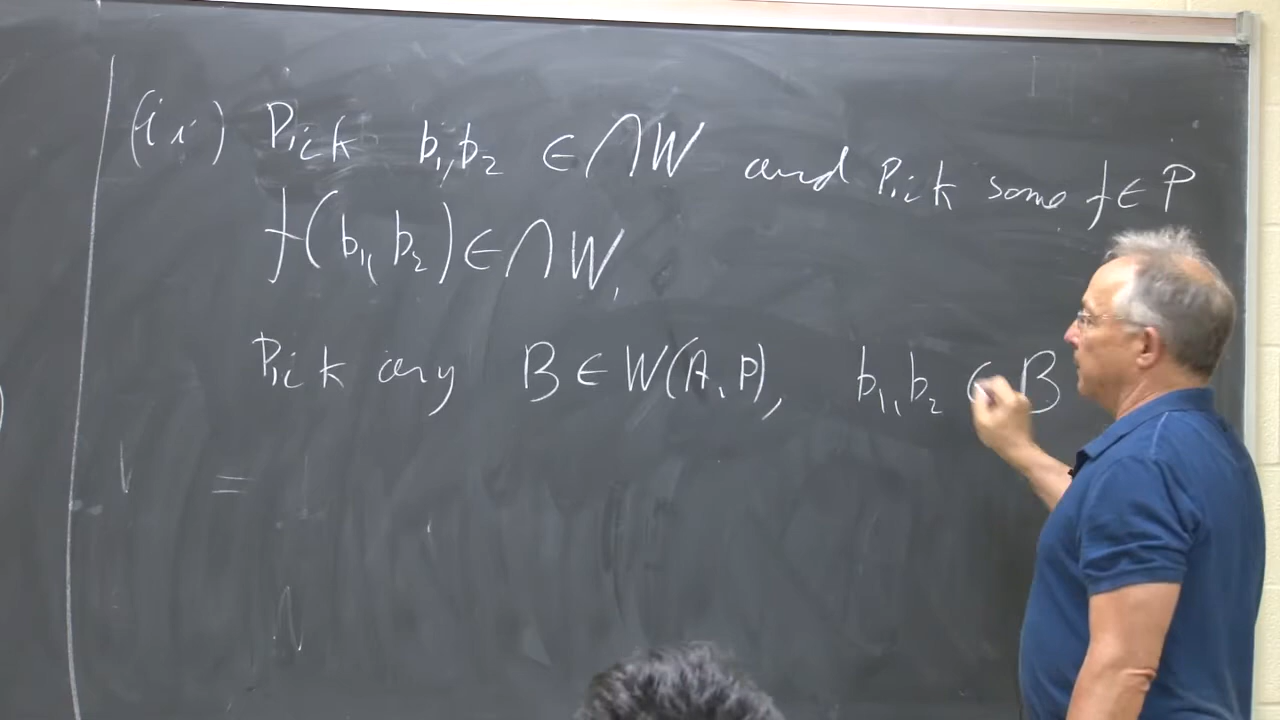 (ii) Pick b₁,b₂ ∈ ∩W and Pick some f ∈ P
f(b₁,b₂) ∈ ∩W,
Pick any B ∈ W(A,P), b₁,b₂ ∈ B